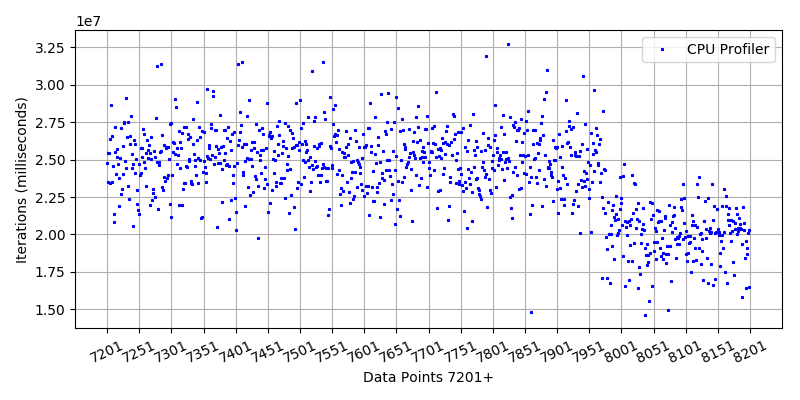 1e7
CPU Profiler
3.25
3.00
2.75
2.50
2.25
2.00
1.75
1.50
Iterations (milliseconds)
7201 7251 7301 7351 7401 7451 7501 7551 7601 7651 7701 7751 7801 7851 7901 7951 8001 8051 8101 8151 8201
Data Points 7201+